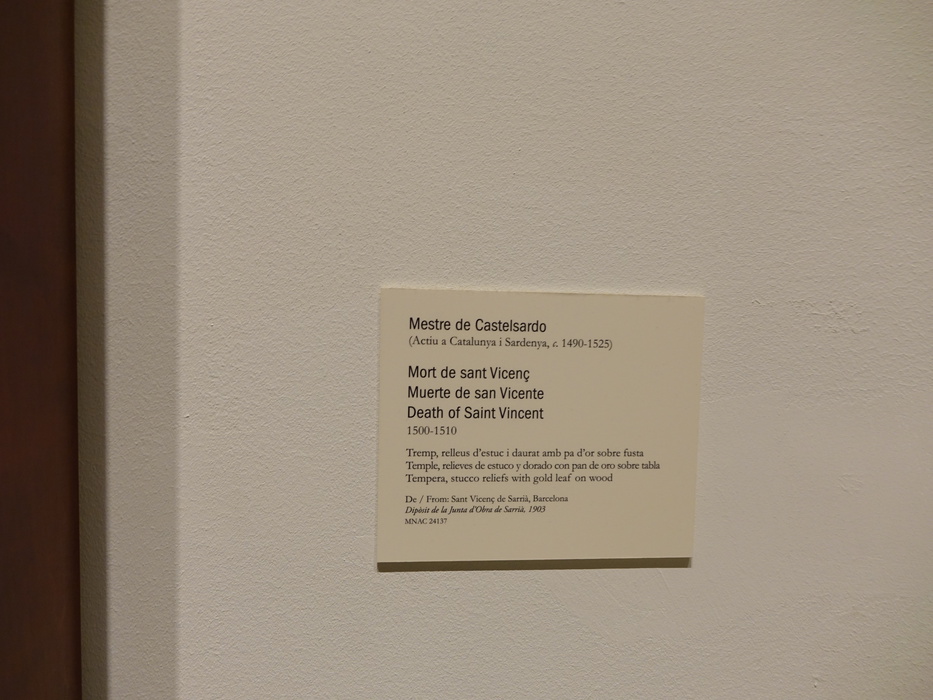 Mestre de Castelsardo
(Actiu a Catalunya i Sardenya, c. 1490-1525)
Mort de sant Vicenç
Muerte de san Vicente
Death of Saint Vincent
1500-1510
Tremp, relleus d'estuc i daurat amb pa d'or sobre fusta
Temple, relieves de estuco y dorado con pan de oro sobre tabla
Tempera, stucco reliefs with gold leaf on wood
De / From: Sant Vicenç de Sarrià, Barcelona
Dipòsit de la Junta d'Obra de Sarrià, 1903
MNAC 24137